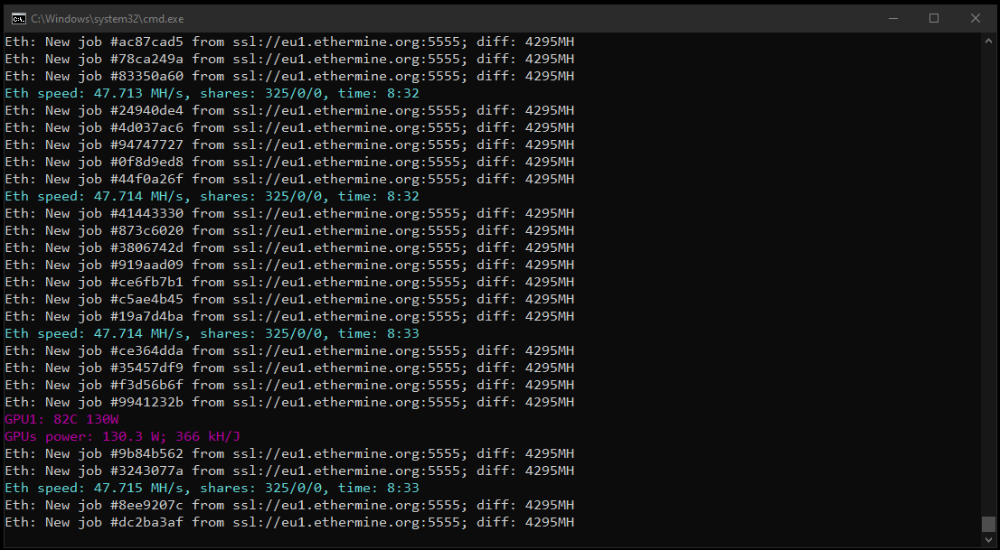 C:\Windows\system32\cmd.exe
Eth: New job #ac87cad5 from ssl://eu1.ethermine.org:5555; diff: 4295MH
Eth: New job #78ca249a from ssl://eu1.ethermine.org:5555; diff: 4295MH
Eth: New job #83350a60 from ssl://eu1.ethermine.org:5555; diff: 4295MH
Eth speed: 47.713 MH/s, shares: 325/0/0, time: 8:32
Eth: New job #24940de4 from ssl://eu1.ethermine.org:5555; diff: 4295MH
Eth: New job #4d037ac6 from ssl://eu1.ethermine.org:5555; diff: 4295MH
Eth: New job #94747727 from ssl://eu1.ethermine.org:5555; diff: 4295MH
Eth: New job #0f8d9ed8 from ssl://eu1.ethermine.org:5555; diff: 4295MH
Eth: New job #44f0a26f from ssl://eu1.ethermine.org:5555; diff: 4295MH
Eth speed: 47.714 MH/s, shares: 325/0/0, time: 8:32
Eth: New job #41443330 from ssl://eu1.ethermine.org:5555; diff: 4295MH
Eth: New job #873c6020 from ssl://eu1.ethermine.org:5555; diff: 4295MH
Eth: New job #3806742d from ssl://eu1.ethermine.org:5555; diff: 4295MH
Eth: New job #919aad09 from ssl://eu1.ethermine.org:5555; diff: 4295MH
Eth: New job #ce6fb7b1 from ssl://eu1.ethermine.org:5555; diff: 4295MH
Eth: New job #c5ae4b45 from ssl://eu1.ethermine.org:5555; diff: 4295MH
Eth: New job #19a7d4ba from ssl://eu1.ethermine.org:5555; diff: 4295MH
Eth speed: 47.714 MH/s, shares: 325/0/0, time: 8:33
Eth: New job #ce364dda from ssl://eu1.ethermine.org:5555; diff: 4295MH
Eth: New job #35457df9 from ssl://eu1.ethermine.org:5555; diff: 4295MH
Eth: New job #f3d56b6f from ssl://eu1.ethermine.org:5555; diff: 4295MH
Eth: New job #9941232b from ssl://eu1.ethermine.org:5555; diff: 4295MH
GPU1: 82C 130W
GPUs power: 130.3 W; 366 kH/J
Eth: New job #9b84b562 from ssl://eu1.ethermine.org:5555; diff: 4295MH
Eth: New job #3243077a from ssl://eu1.ethermine.org:5555; diff: 4295MH
Eth speed: 47.715 MH/s, shares: 325/0/0, time: 8:33
Eth: New job #8ee9207c from ssl://eu1.ethermine.org:5555; diff: 4295MH
Eth: New job #dc2ba3af from ssl://eu1.ethermine.org:5555; diff: 4295MH